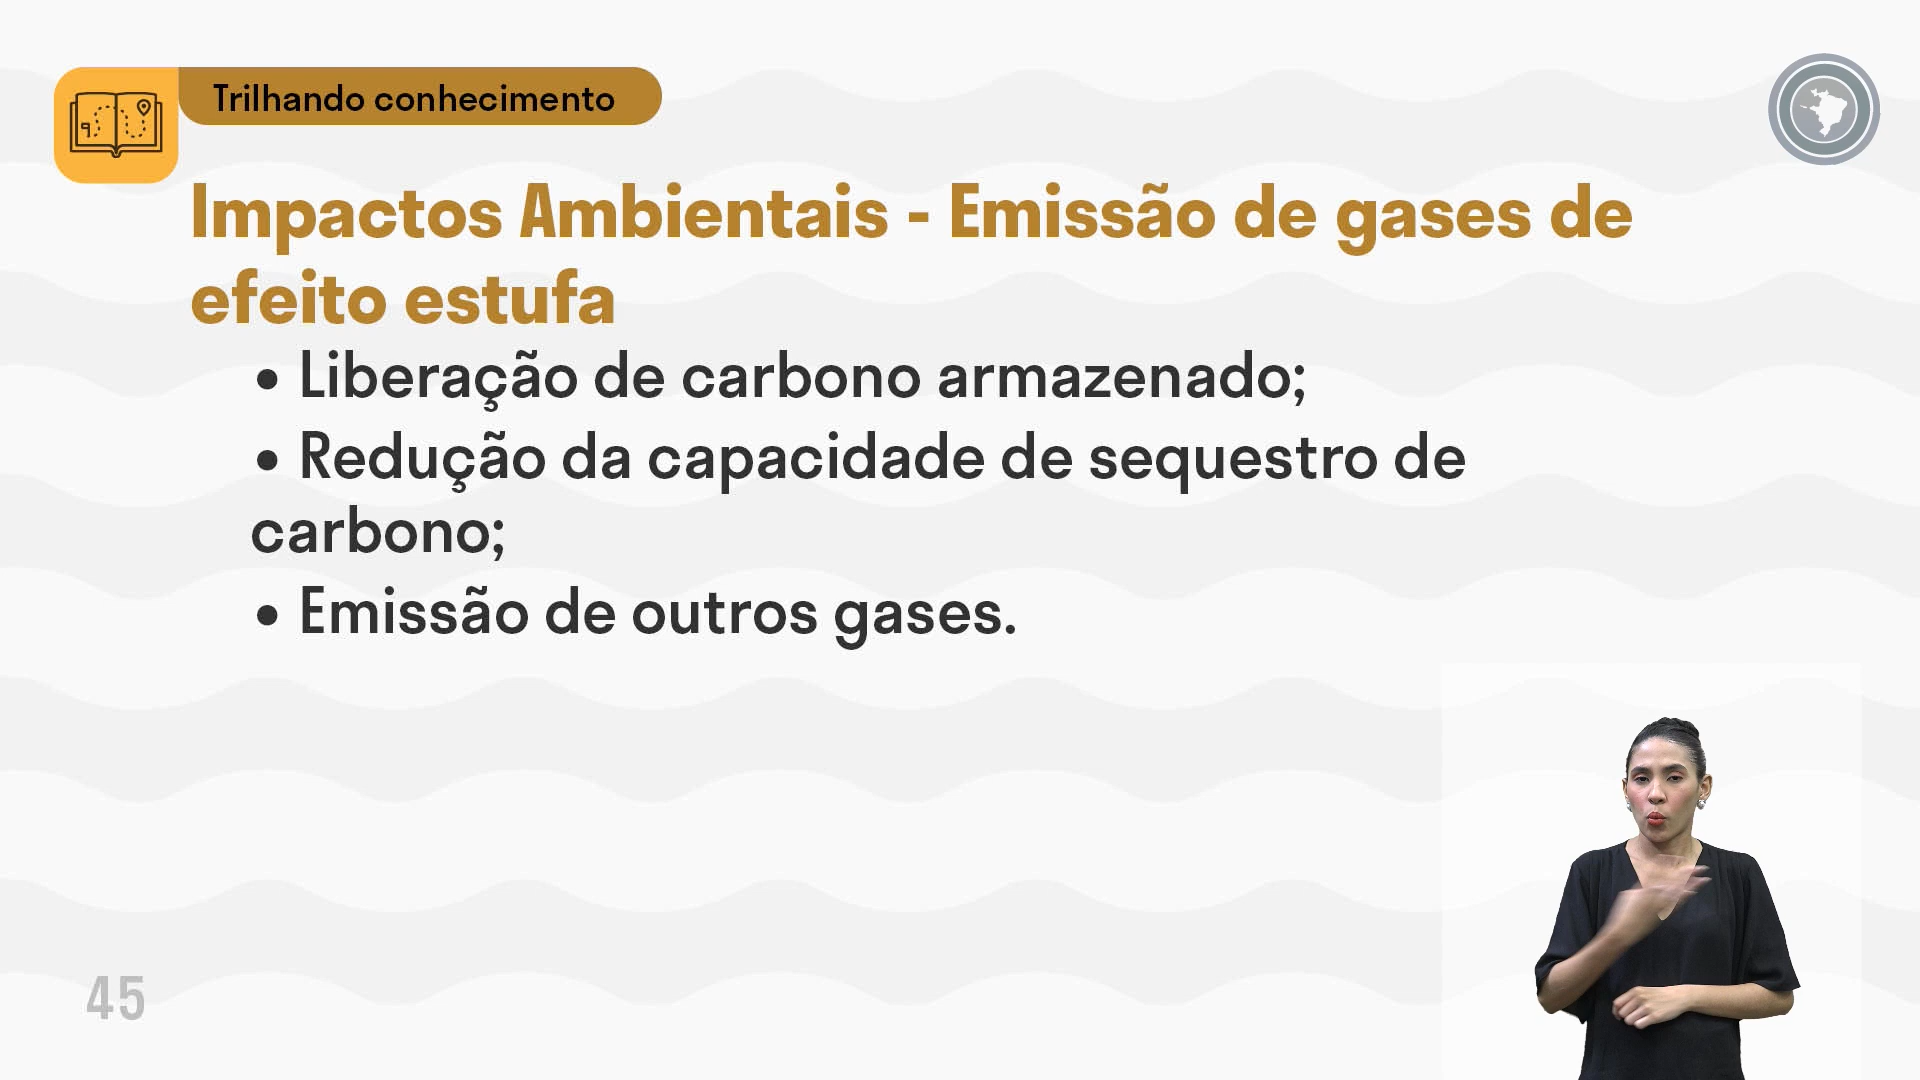 Trilhando conhecimento
Impactos Ambientais - Emissão de gases de
efeito estufa
• Liberação de carbono armazenado;
• Redução da capacidade de sequestro de
carbono;
• Emissão de outros gases.
45